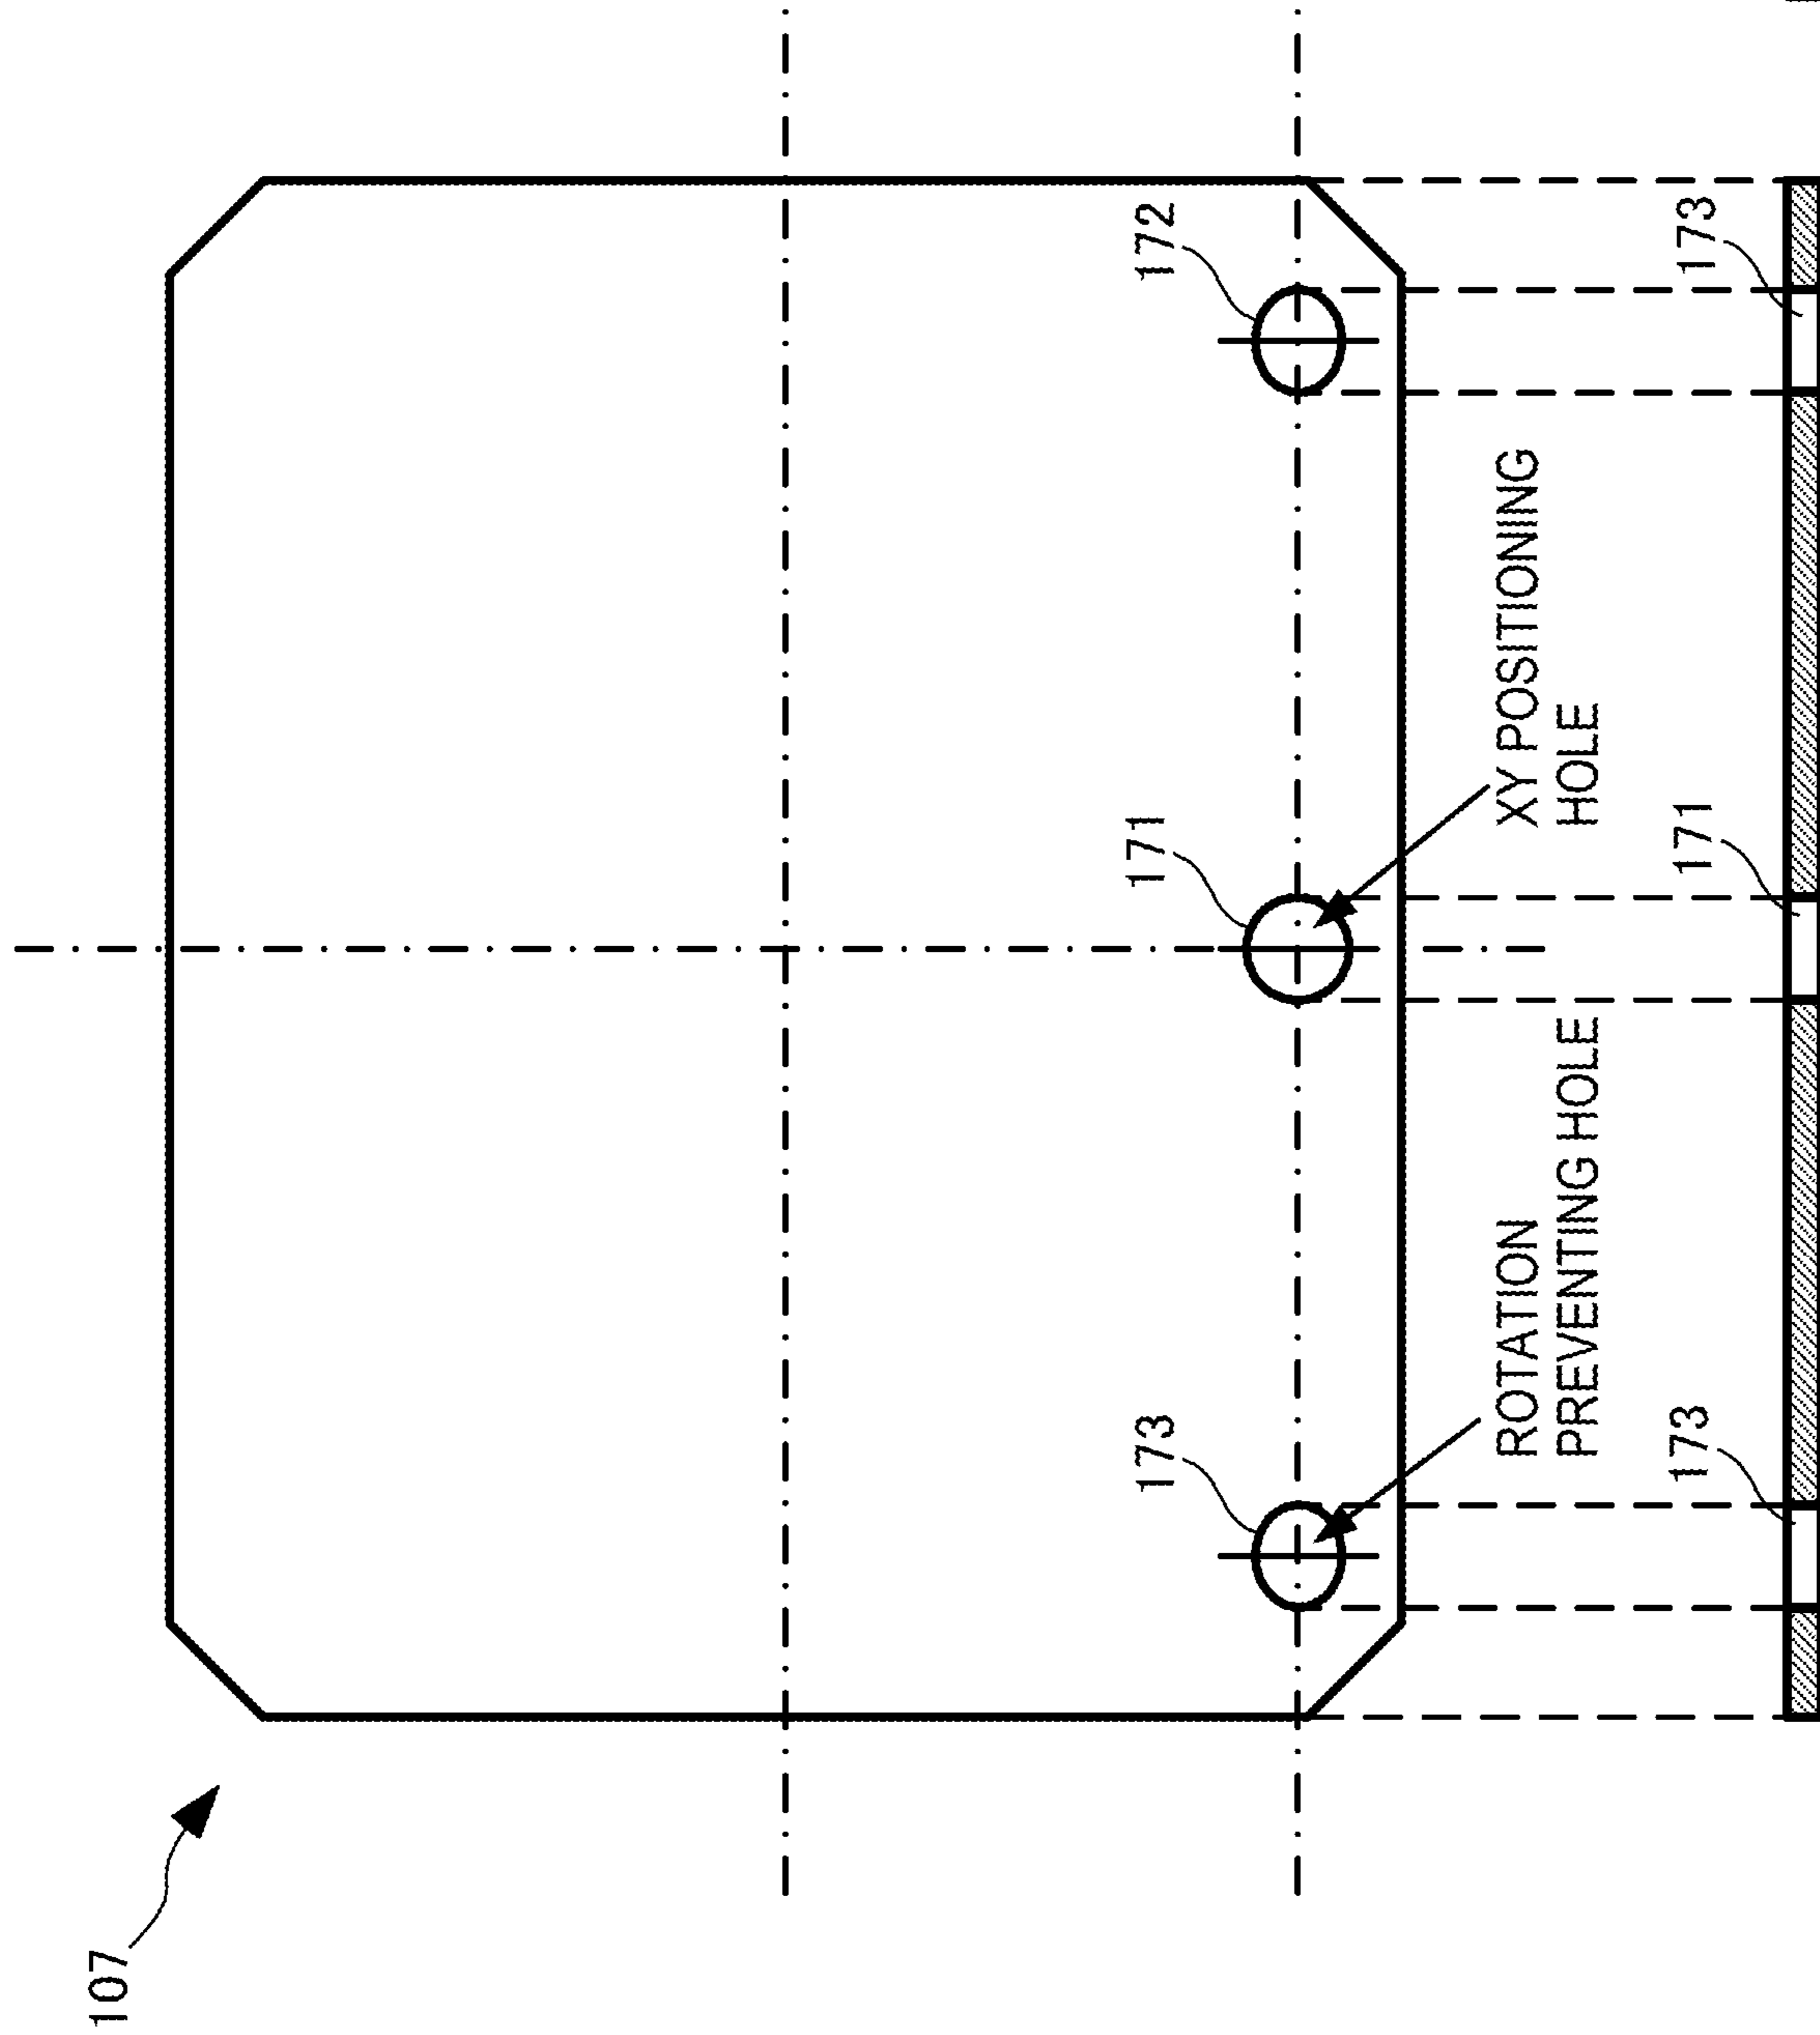 107
173
171
172
ROTATION
PREVENTING HOLE
XY POSITIONING
HOLE
173
171
173